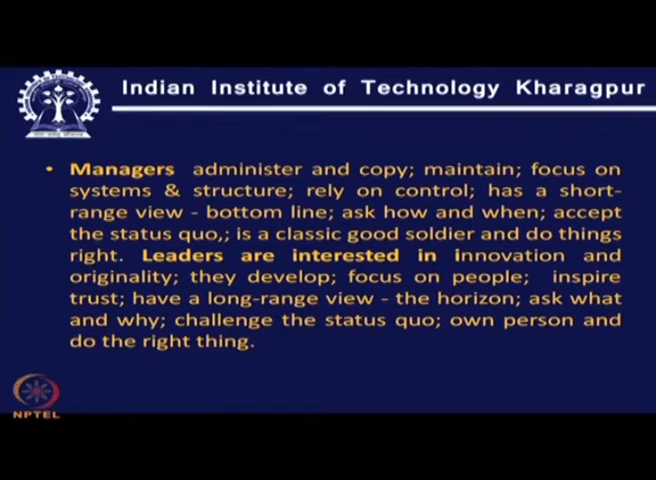 Indian Institute of Technology Kharagpur
• Managers administer and copy; maintain; focus on
systems & structure; rely on control; has a short-
range view - bottom line; ask how and when; accept
the status quo,; is a classic good soldier and do things
right. Leaders are interested in innovation and
originality; they develop; focus on people; inspire
trust; have a long-range view - the horizon; ask what
and why; challenge the status quo; own person and
do the right thing.
NPTEL